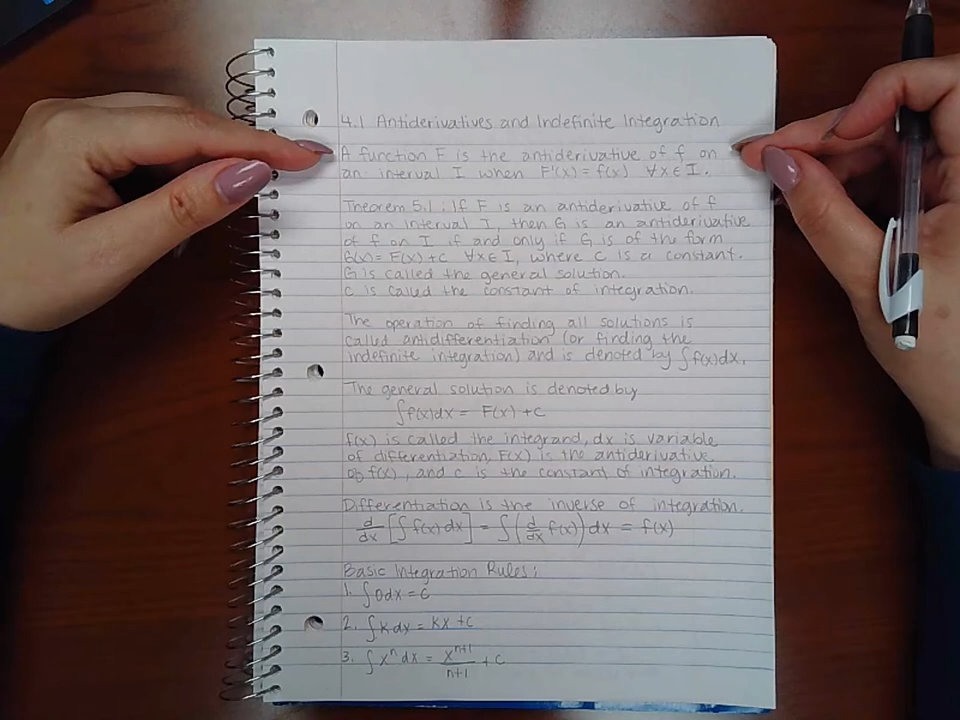 4.1 Antiderivatives and Indefinite Integration
A function F is the antiderivative of f on
an interval I when F'(x) = f(x) ∀x∈I.
Theorem 5.1: If F is an antiderivative of f
on an interval I, then G is an antiderivative
of f on I if and only if G is of the form
G(x) = F(x) + C ∀x∈I, where C is a constant.
G is called the general solution.
C is called the constant of integration.
The operation of finding all solutions is
called antidifferentiation (or finding the
indefinite integration) and is denoted by ∫f(x)dx.
The general solution is denoted by
∫f(x)dx = F(x) + C
f(x) is called the integrand, dx is variable
of differentiation, F(x) is the antiderivative
of f(x), and C is the constant of integration.
Differentiation is the inverse of integration.
d/dx [∫f(x)dx] = ∫(d/dx f(x))dx = f(x)
Basic Integration Rules:
1. ∫0dx = C
2. ∫k dx = kx + C
3. ∫x^n dx = x^(n+1)/(n+1) + C